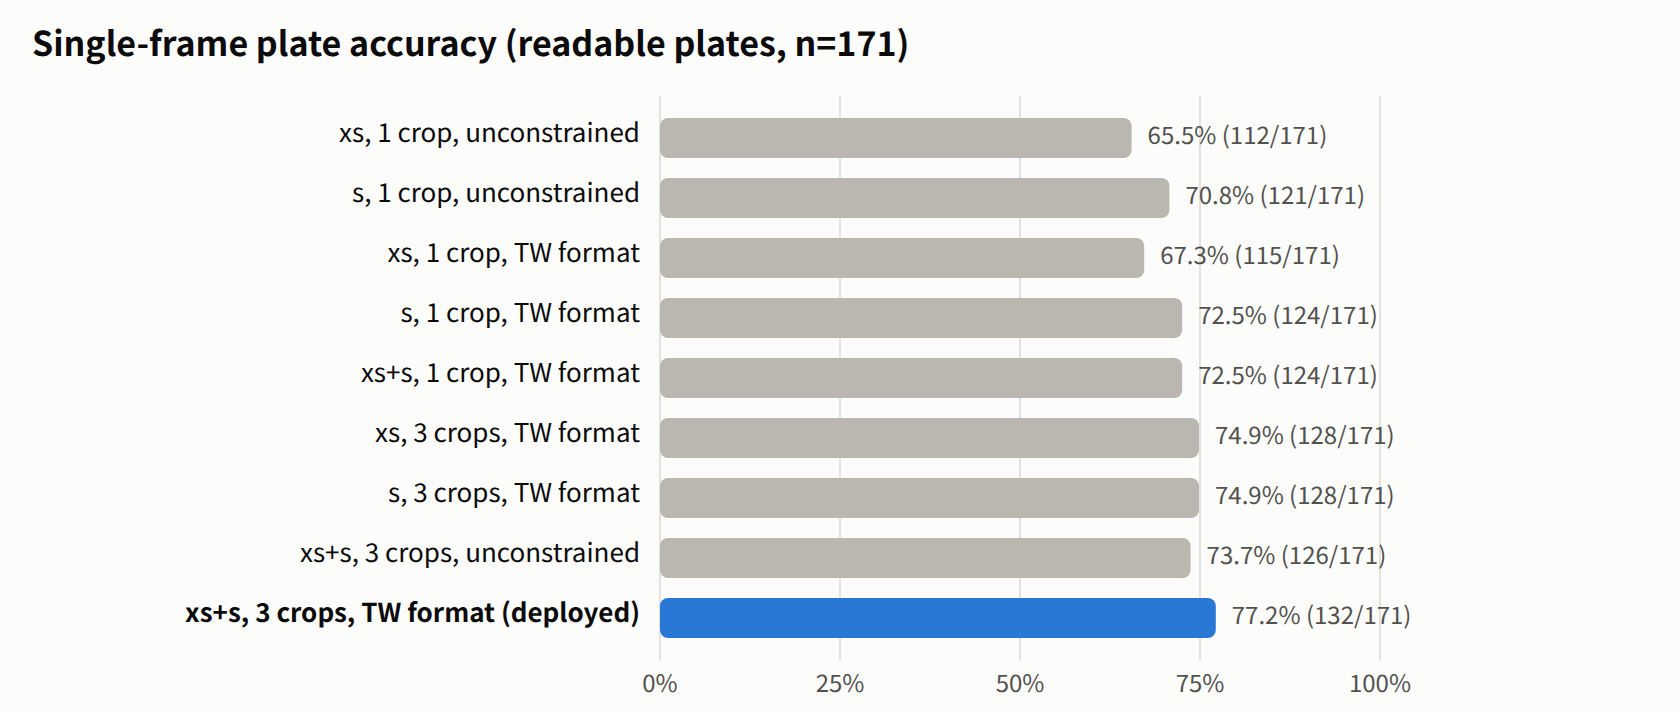 Single-frame plate accuracy (readable plates, n=171)
xs, 1 crop, unconstrained 65.5% (112/171)
s, 1 crop, unconstrained 70.8% (121/171)
xs, 1 crop, TW format 67.3% (115/171)
s, 1 crop, TW format 72.5% (124/171)
xs+s, 1 crop, TW format 72.5% (124/171)
xs, 3 crops, TW format 74.9% (128/171)
s, 3 crops, TW format 74.9% (128/171)
xs+s, 3 crops, unconstrained 73.7% (126/171)
xs+s, 3 crops, TW format (deployed) 77.2% (132/171)
0% 25% 50% 75% 100%